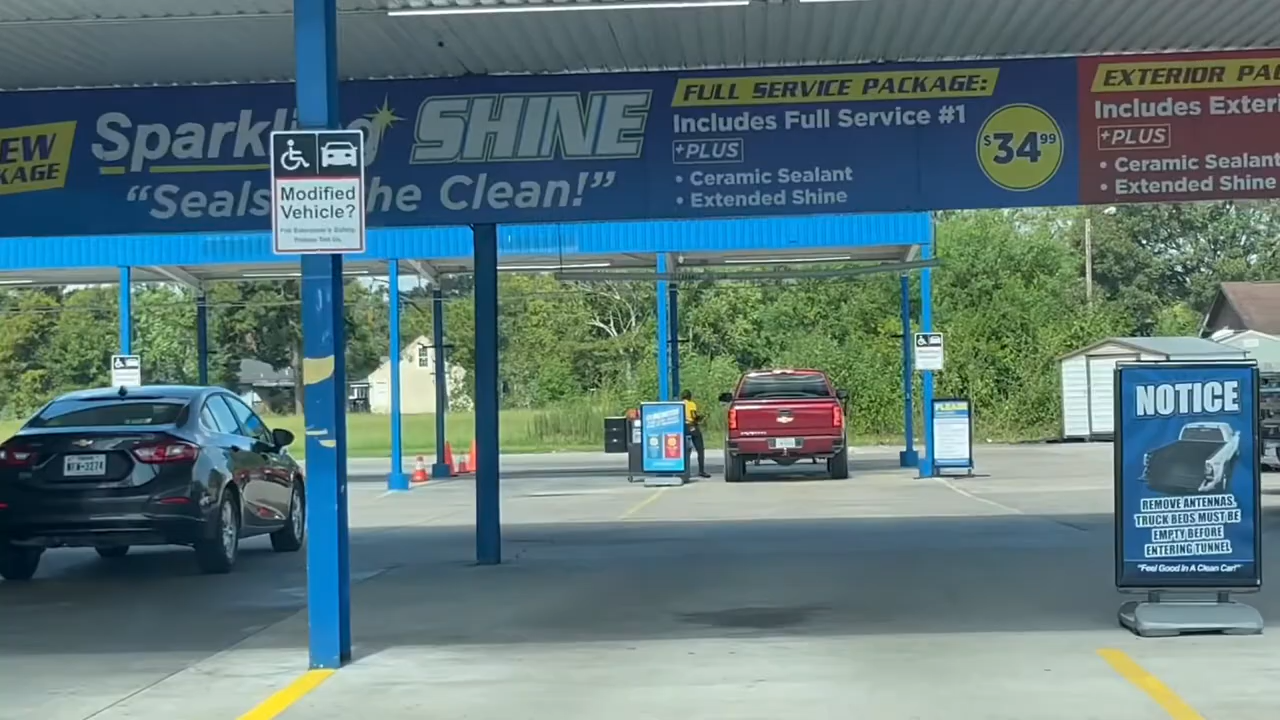 EW
KAGE
Sparkling SHINE
"Seals the Clean!"
FULL SERVICE PACKAGE:
Includes Full Service #1
+PLUS
• Ceramic Sealant
• Extended Shine
$34.99
EXTERIOR PAC
Includes Exteri
+PLUS
• Ceramic Sealant
• Extended Shine
Modified
Vehicle?
PLEASE
NOTICE
REMOVE ANTENNAS,
TRUCK BEDS MUST BE
EMPTY BEFORE
ENTERING TUNNEL
"Feel Good In A Clean Car!"